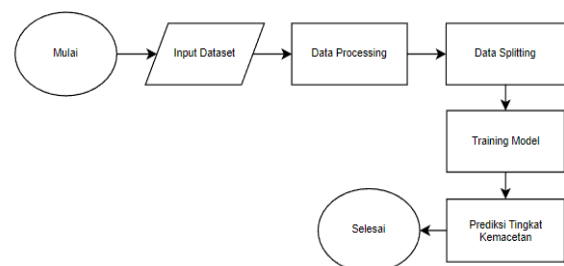 Mulai
Input Dataset
Data Processing
Data Splitting
Training Model
Prediksi Tingkat
Kemacetan
Selesai